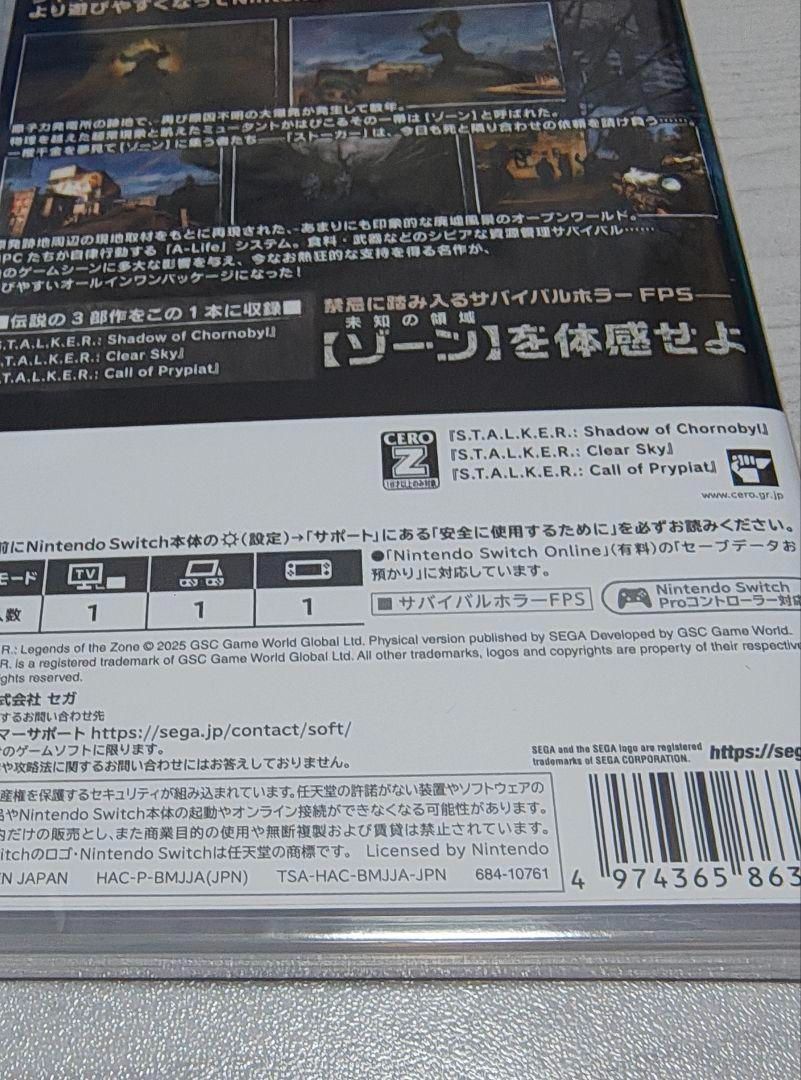 より遊びやすくなって
原子力発電所の跡地で、再び原因不明の大爆発が発生して数年。
物理を超えた超常現象と飢えたミュータントがはびこるその一帯は【ゾーン】と呼ばれた。
一攫千金を夢見て【ゾーン】に集う者たち──「ストーカー」は、今日も死と隣り合わせの依頼を請け負う……
発跡地周辺の現地取材をもとに再現された、あまりにも印象的な廃墟風景のオープンワールド。
PCたちが自律行動する「A-Life」システム。食料・武器などのシビアな資源管理サバイバル……
のゲームシーンに多大な影響を与え、今なお熱狂的な支持を得る名作が、
びやすいオールインワンパッケージになった!
■伝説の3部作をこの1本に収録■
S.T.A.L.K.E.R.: Shadow of Chornobyl』
.T.A.L.K.E.R.: Clear Sky』
.T.A.L.K.E.R.: Call of Prypiat』
禁忌に踏み入るサバイバルホラーFPS──
未知の領域
【ゾーン】を体感せよ
CERO
Z
18才以上のみ対象
『S.T.A.L.K.E.R.: Shadow of Chornobyl』
『S.T.A.L.K.E.R.: Clear Sky』
『S.T.A.L.K.E.R.: Call of Prypiat』
www.cero.gr.jp
前にNintendo Switch本体の(設定)→「サポート」にある「安全に使用するために」を必ずお読みください。
モード
TV
人数
1
1
1
●「Nintendo Switch Online」(有料)の「セーブデータお
預かり」に対応しています。
サバイバルホラーFPS
Nintendo Switch
Proコントローラー対応
R.: Legends of the Zone © 2025 GSC Game World Global Ltd. Physical version published by SEGA Developed by GSC Game World.
R. is a registered trademark of GSC Game World Global Ltd. All other trademarks, logos and copyrights are property of their respective
ghts reserved.
式会社 セガ
するお問い合わせ先
マーサポート https://sega.jp/contact/soft/
のゲームソフトに限ります。
や攻略法に関するお問い合わせにはお答えしておりません。
SEGA and the SEGA logo are registered
trademarks of SEGA CORPORATION.
https://seg
産権を保護するセキュリティが組み込まれています。任天堂の許諾がない装置やソフトウェアの
やNintendo Switch本体の起動やオンライン接続ができなくなる可能性があります。
内だけの販売とし、また商業目的の使用や無断複製および賃貸は禁止されています。
itchのロゴ・Nintendo Switchは任天堂の商標です。 Licensed by Nintendo
IN JAPAN HAC-P-BMJJA(JPN) TSA-HAC-BMJJA-JPN 684-10761
4 974365 863